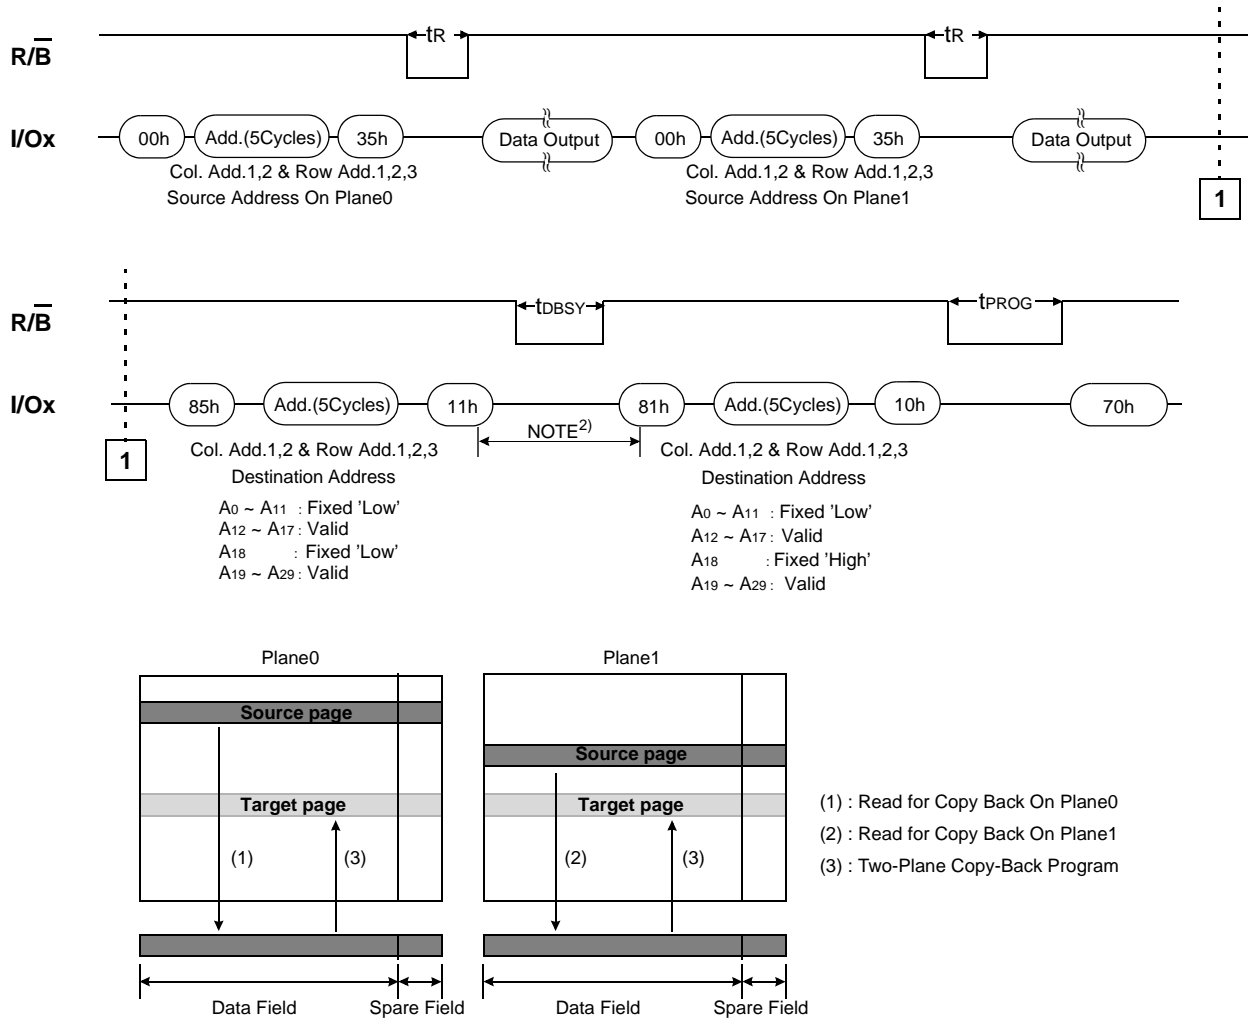 R/B
tR
tR
I/Ox
00h
Add.(5Cycles)
35h
Data Output
00h
Add.(5Cycles)
35h
Data Output
Col. Add.1,2 & Row Add.1,2,3
Source Address On Plane0
Col. Add.1,2 & Row Add.1,2,3
Source Address On Plane1
1
R/B
tDBSY
tPROG
I/Ox
85h
Add.(5Cycles)
11h
NOTE2)
81h
Add.(5Cycles)
10h
70h
1
Col. Add.1,2 & Row Add.1,2,3
Destination Address
A0 ~ A11 : Fixed 'Low'
A12 ~ A17 : Valid
A18 : Fixed 'Low'
A19 ~ A29 : Valid
Col. Add.1,2 & Row Add.1,2,3
Destination Address
A0 ~ A11 : Fixed 'Low'
A12 ~ A17 : Valid
A18 : Fixed 'High'
A19 ~ A29 : Valid
Plane0
Source page
Target page
(1)
(3)
Data Field
Spare Field
Plane1
Source page
Target page
(2)
(3)
Data Field
Spare Field
(1) : Read for Copy Back On Plane0
(2) : Read for Copy Back On Plane1
(3) : Two-Plane Copy-Back Program